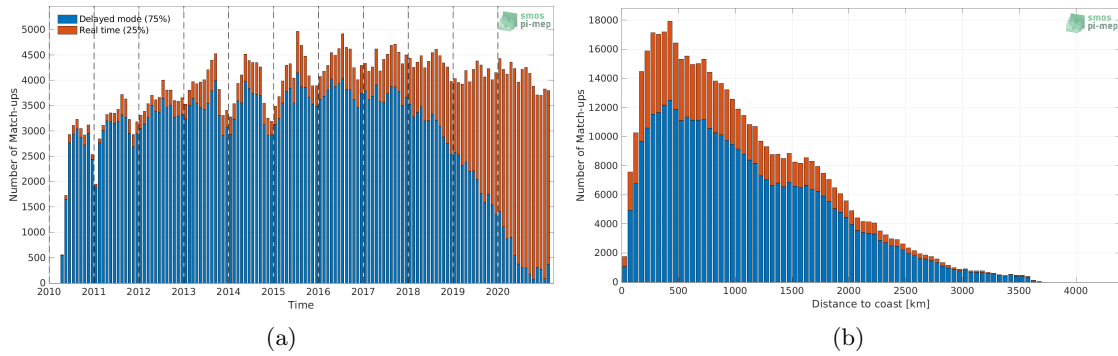 Delayed mode (75%)
Real time (25%)
smos
pi-mep
Number of Match-ups
5000
4500
4000
3500
3000
2500
2000
1500
1000
500
0
2010 2011 2012 2013 2014 2015 2016 2017 2018 2019 2020
Time
(a)
smos
pi-mep
Number of Match-ups
18000
16000
14000
12000
10000
8000
6000
4000
2000
0
0 500 1000 1500 2000 2500 3000 3500 4000
Distance to coast [km]
(b)